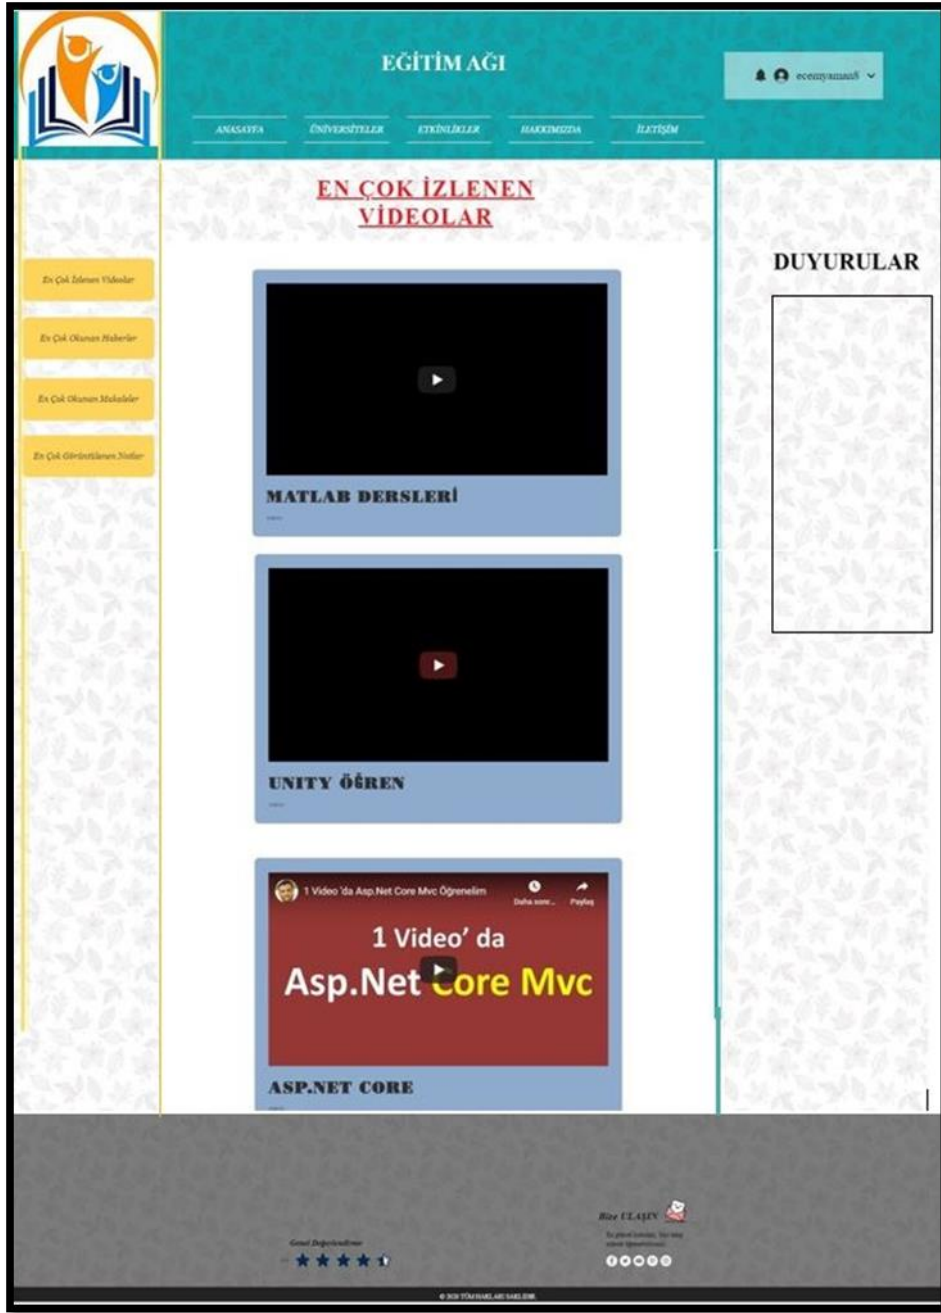 EĞİTİM AĞI
ecemyaman8
ANASAYFA
ÜNİVERSİTELER
ETKİNLİKLER
HAKKIMIZDA
İLETİŞİM
EN ÇOK İZLENEN
VİDEOLAR
En Çok İzlenen Videolar
En Çok Okunan Haberler
En Çok Okunan Makaleler
En Çok Görüntülenen Notlar
DUYURULAR
MATLAB DERSLERİ
UNITY ÖĞREN
1 Video 'da Asp.Net Core Mvc Öğrenelim
Daha sonr...
Paylaş
1 Video' da
Asp.Net Core Mvc
ASP.NET CORE
Bize ULAŞIN
Genel Değerlendirme
© 2020 TÜM HAKLARI SAKLIDIR.